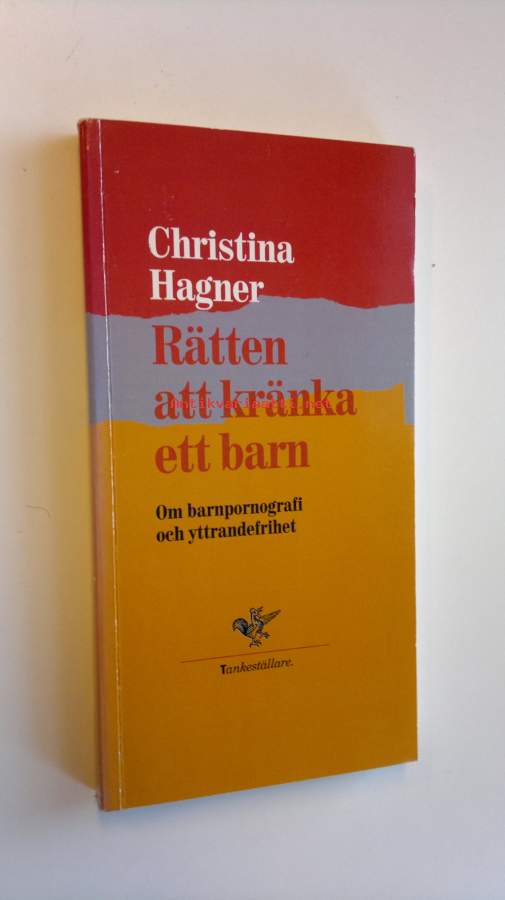 Christina
Hagner
Rätten
att kränka
ett barn
Om barnpornografi
och yttrandefrihet
Tankeställare.